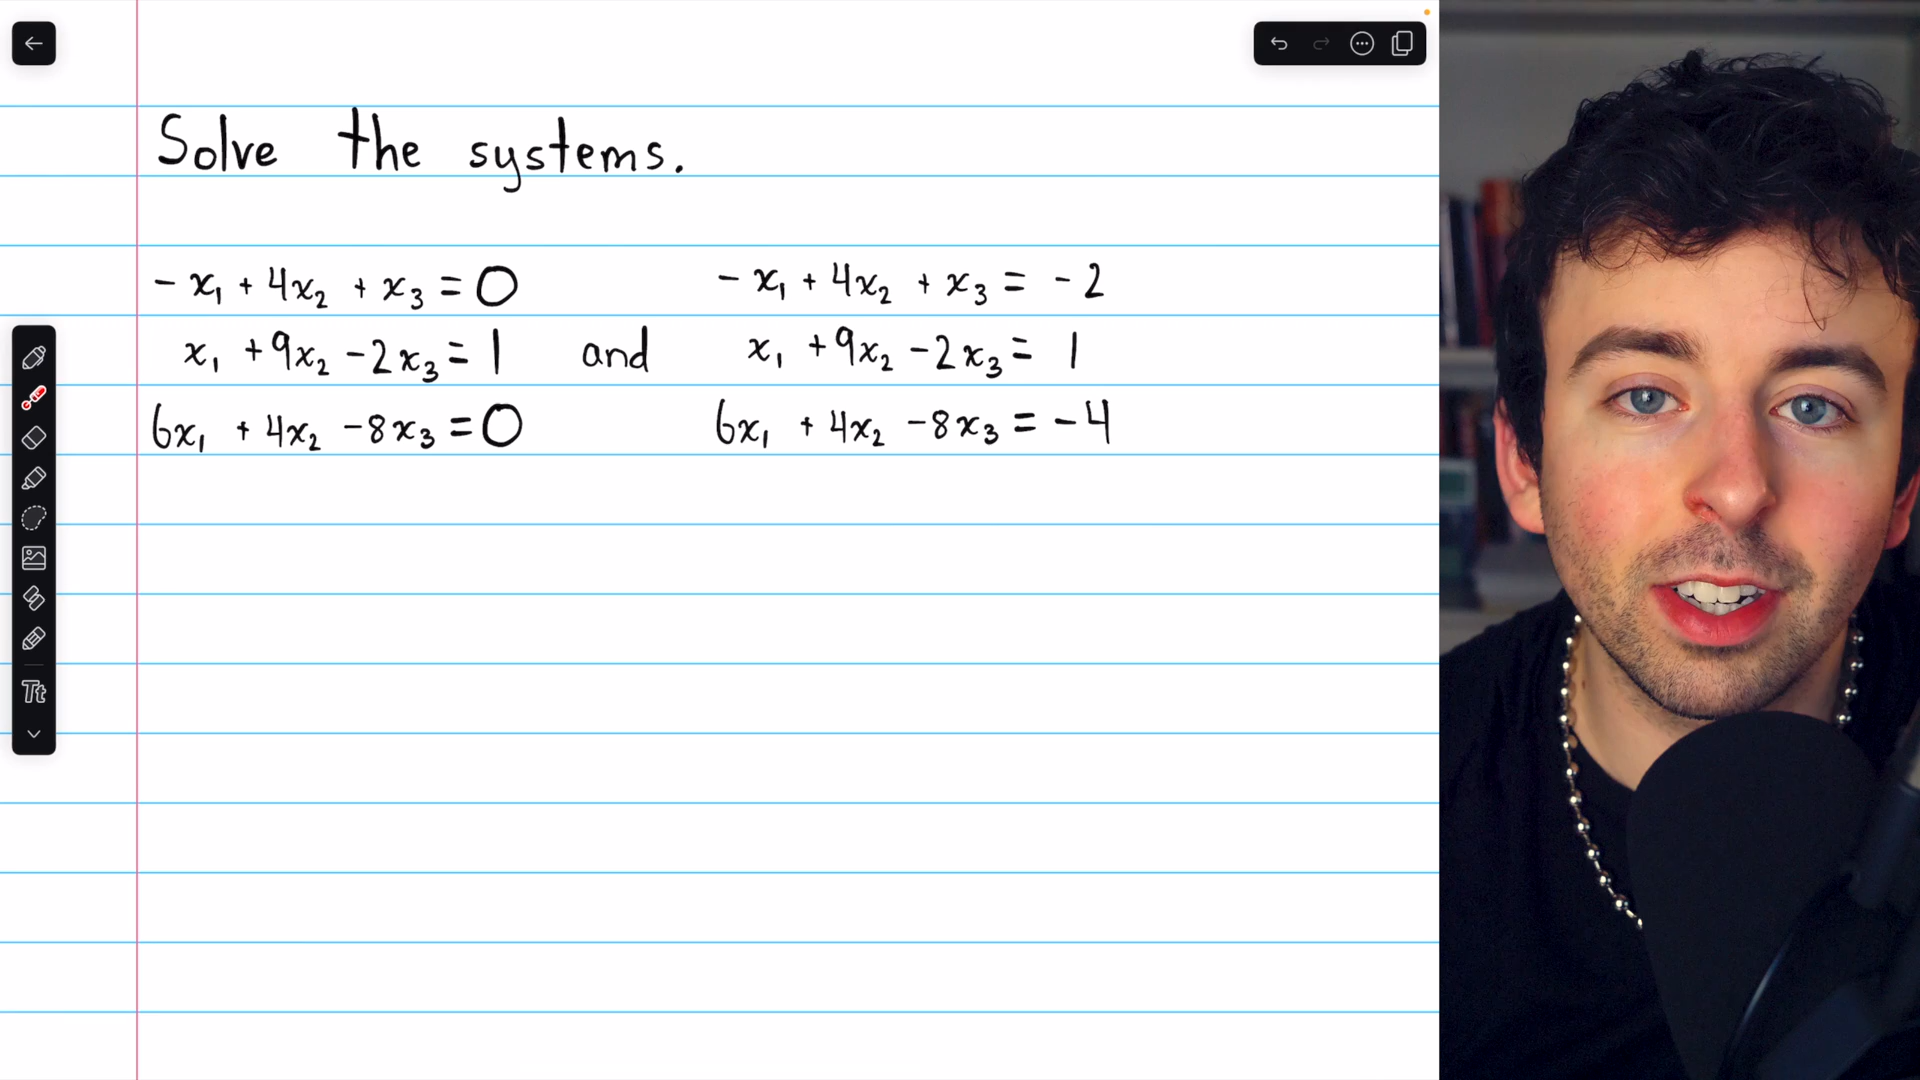 Solve the systems.
-x₁ + 4x₂ + x₃ = 0 -x₁ + 4x₂ + x₃ = -2
x₁ + 9x₂ - 2x₃ = 1 and x₁ + 9x₂ - 2x₃ = 1
6x₁ + 4x₂ - 8x₃ = 0 6x₁ + 4x₂ - 8x₃ = -4
Tt